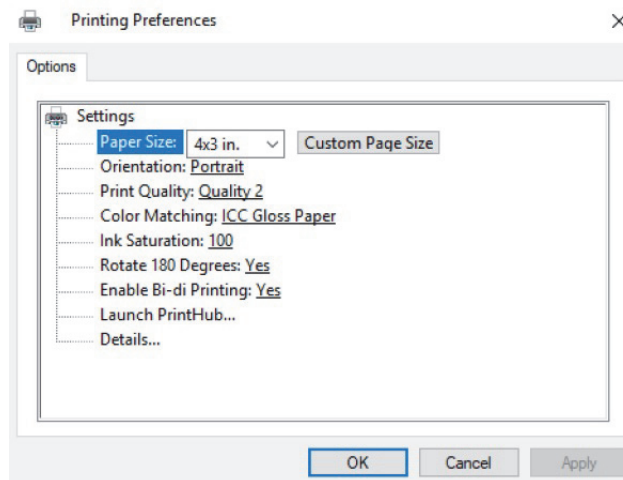 Printing Preferences
Options
Settings
Paper Size: 4x3 in. Custom Page Size
Orientation: Portrait
Print Quality: Quality 2
Color Matching: ICC Gloss Paper
Ink Saturation: 100
Rotate 180 Degrees: Yes
Enable Bi-di Printing: Yes
Launch PrintHub...
Details...
OK Cancel Apply